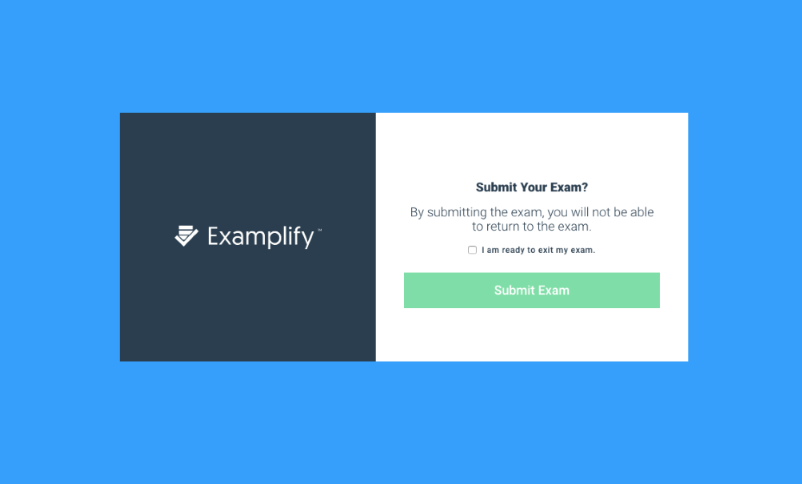 Examplify™
Submit Your Exam?
By submitting the exam, you will not be able
to return to the exam.
I am ready to exit my exam.
Submit Exam